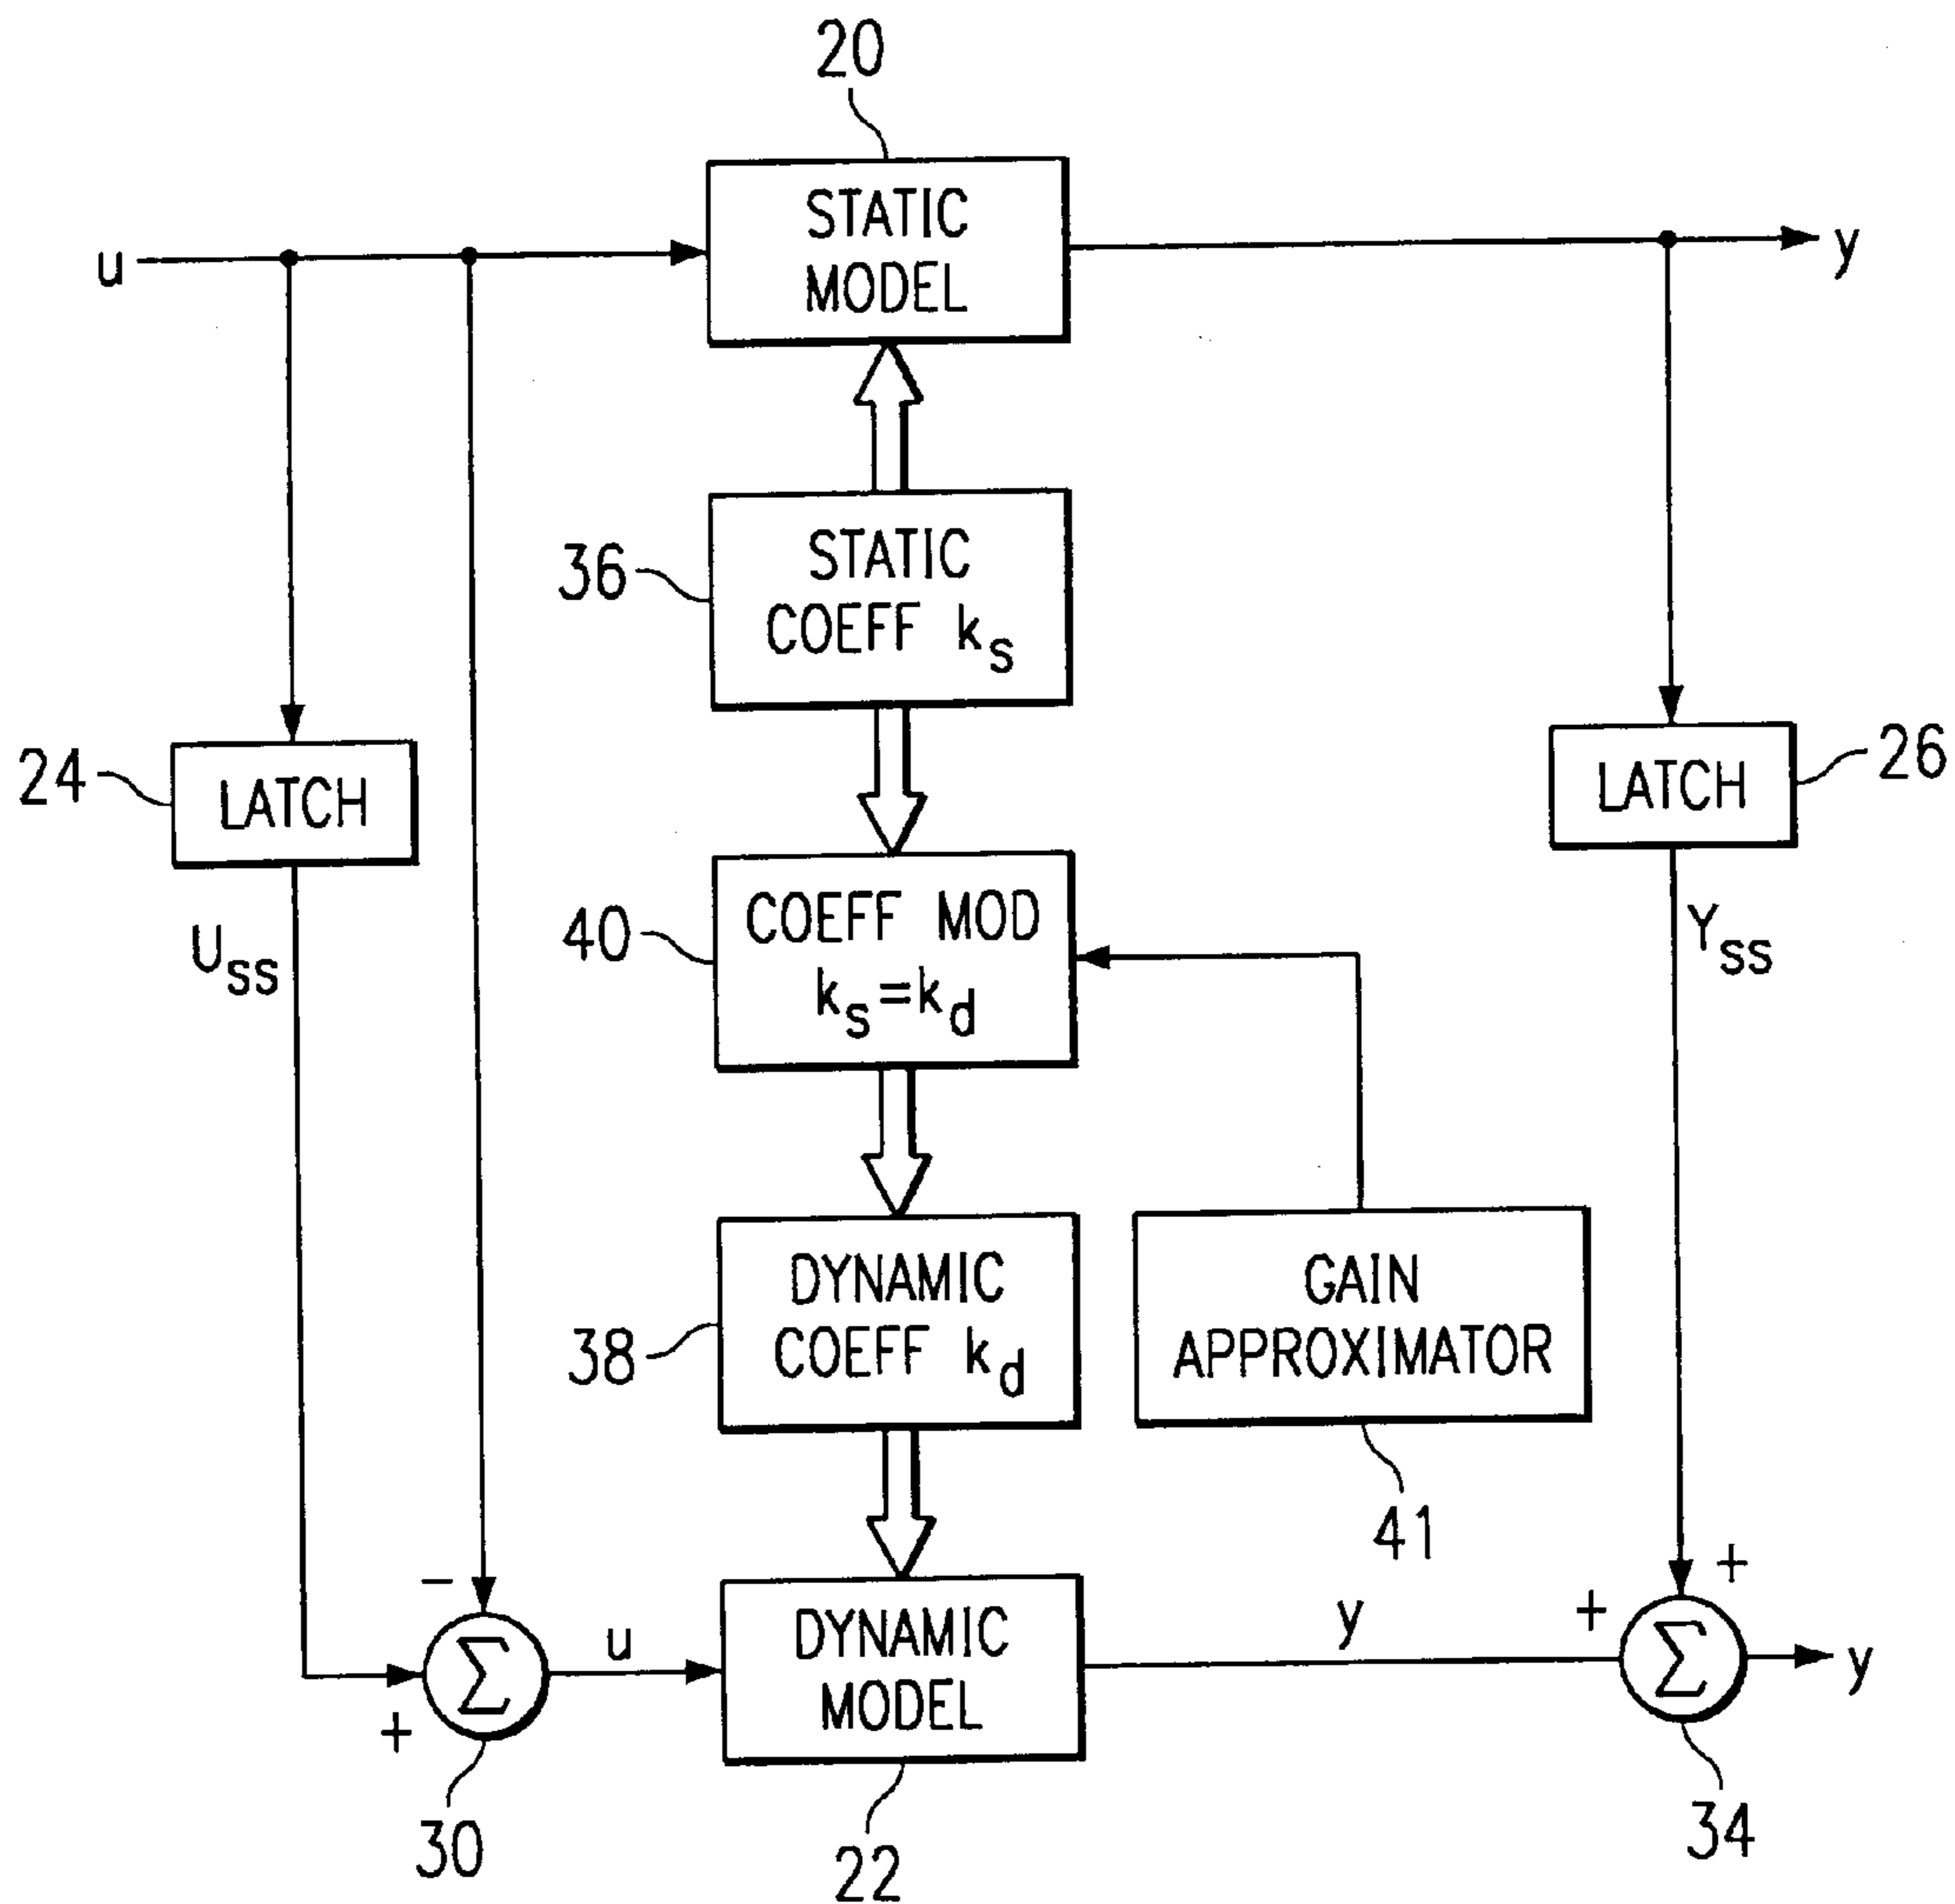 20
STATIC
MODEL
u
y
36
STATIC
COEFF k_s
24
LATCH
LATCH
26
U_ss
40
COEFF MOD
k_s=k_d
Y_ss
38
DYNAMIC
COEFF k_d
GAIN
APPROXIMATOR
41
−
+
Σ
30
u
DYNAMIC
MODEL
22
y
+
+
Σ
34
y